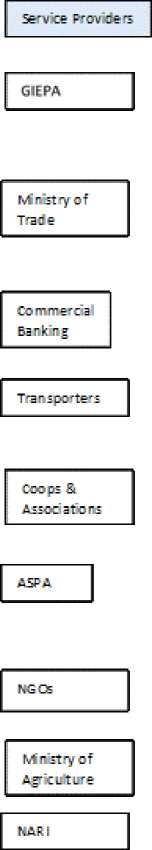 Service Providers
GIEPA
Ministry of
Trade
Commercial
Banking
Transporters
Coops &
Associations
ASPA
NGOs
Ministry of
Agriculture
NARI